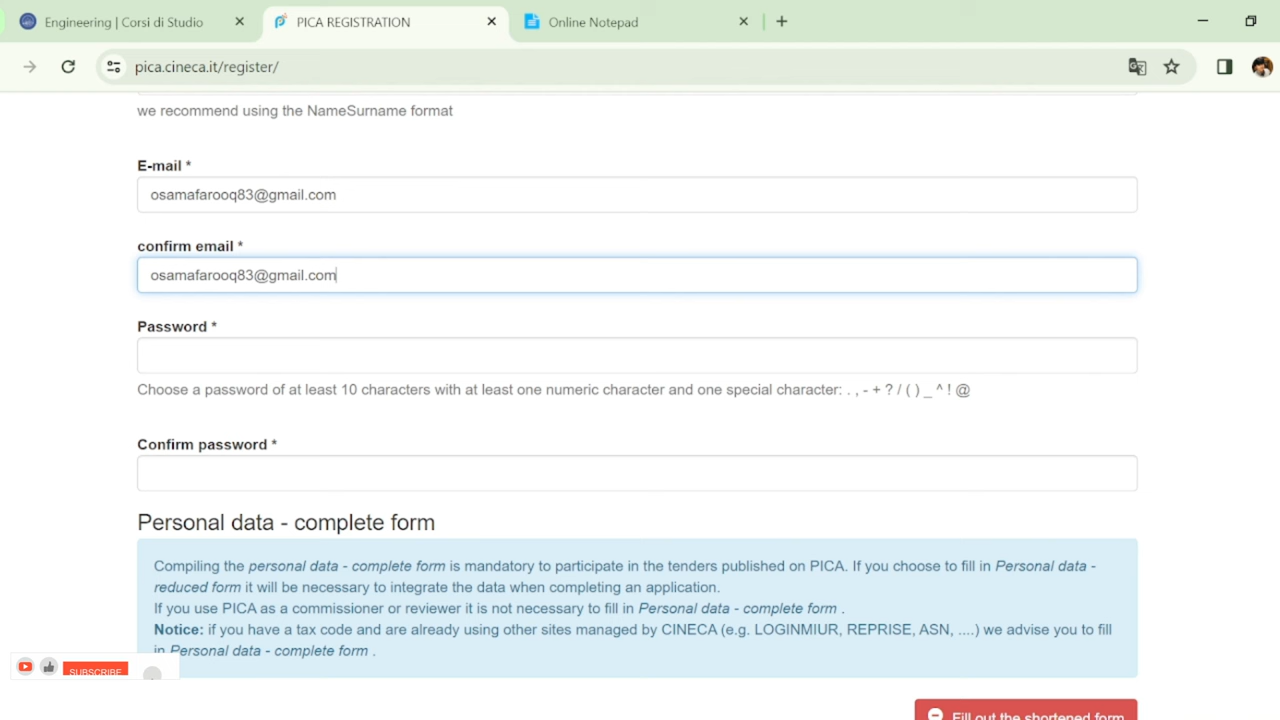 Engineering | Corsi di Studio
PICA REGISTRATION
Online Notepad
pica.cineca.it/register/
we recommend using the NameSurname format
E-mail *
osamafarooq83@gmail.com
confirm email *
osamafarooq83@gmail.com
Password *
Choose a password of at least 10 characters with at least one numeric character and one special character: . , - + ? / ( ) _ ^ ! @
Confirm password *
Personal data - complete form
Compiling the personal data - complete form is mandatory to participate in the tenders published on PICA. If you choose to fill in Personal data -
reduced form it will be necessary to integrate the data when completing an application.
If you use PICA as a commissioner or reviewer it is not necessary to fill in Personal data - complete form .
Notice: if you have a tax code and are already using other sites managed by CINECA (e.g. LOGINMIUR, REPRISE, ASN, ....) we advise you to fill
in Personal data - complete form .
SUBSCRIBE
Fill out the shortened form